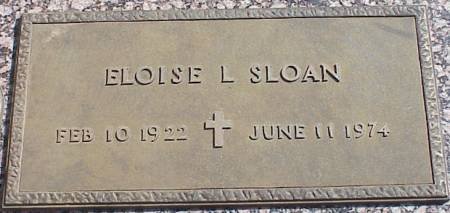 ELOISE L SLOAN
FEB 10 1922 JUNE 11 1974